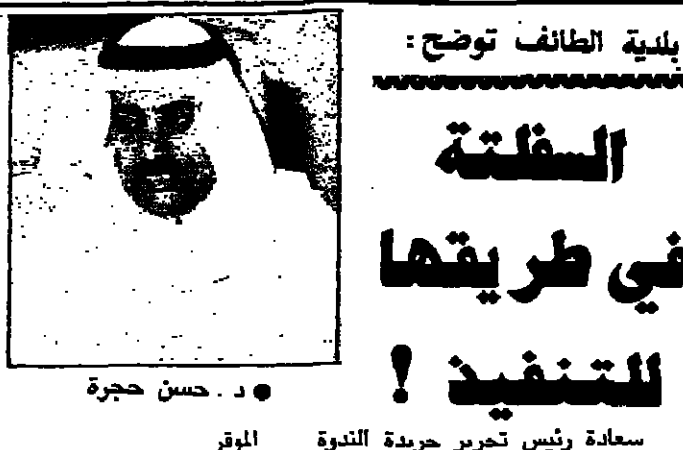 بلدية الطائف توضح :
السفلتة
في طريقها
للتنفيذ !
● د . حسن حجرة
سعادة رئيس تحرير جريدة الندوة الموقر